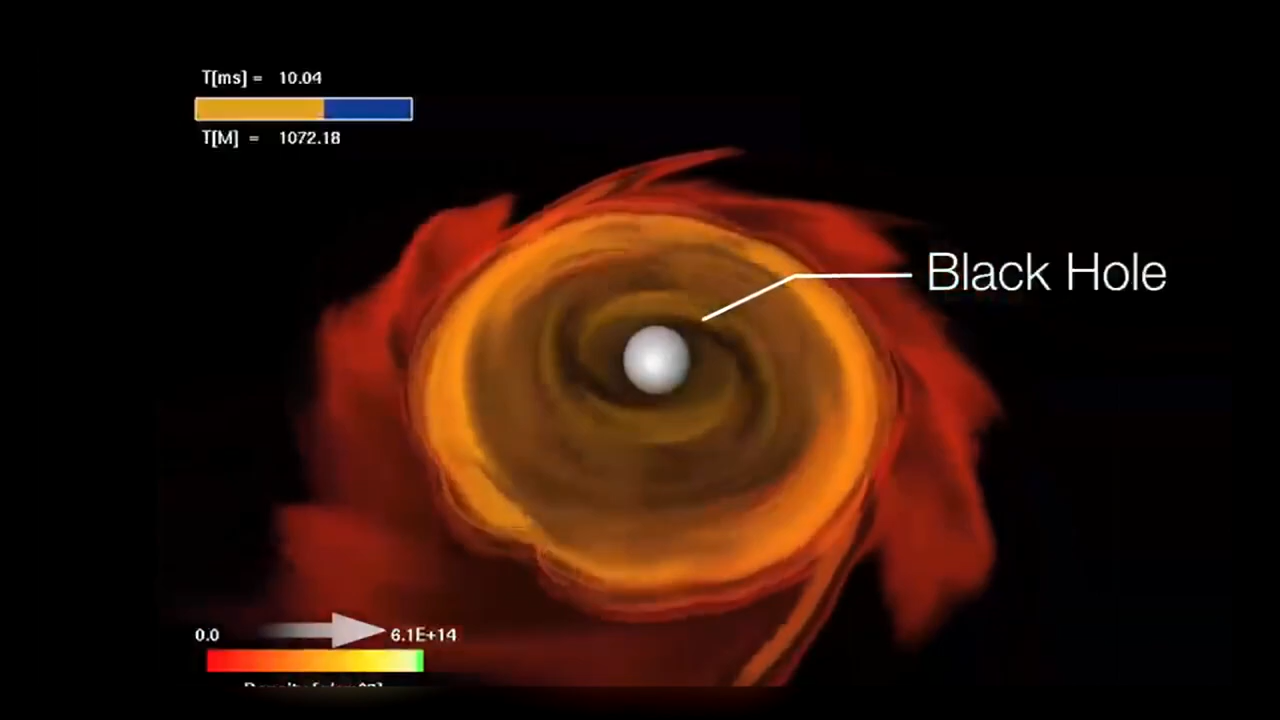 T[ms] = 10.04
T[M] = 1072.18
Black Hole
0.0 6.1E+14